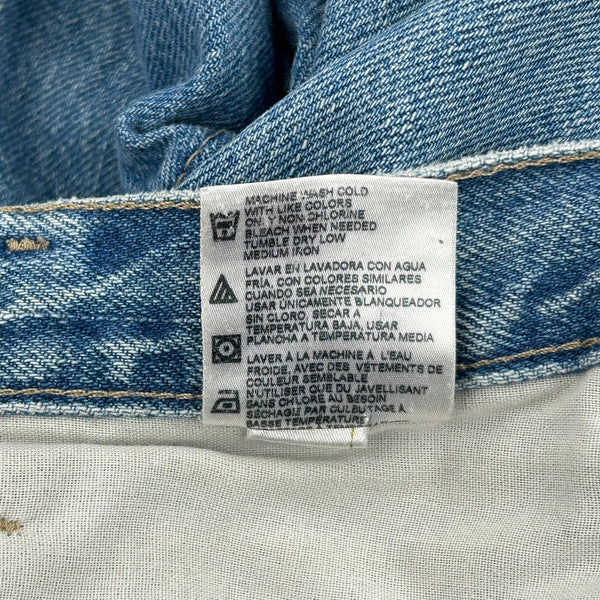 MACHINE WASH COLD
WITH LIKE COLORS
ONLY NON CHLORINE
BLEACH WHEN NEEDED
TUMBLE DRY LOW
MEDIUM IRON
LAVAR EN LAVADORA CON AGUA
FRÍA, CON COLORES SIMILARES
CUANDO SEA NECESARIO
USAR ÚNICAMENTE BLANQUEADOR
SIN CLORO, SECAR A
TEMPERATURA BAJA, USAR
PLANCHA A TEMPERATURA MEDIA
LAVER À LA MACHINE A L'EAU
FROIDE, AVEC DES VÊTEMENTS DE
COULEUR SEMBLABLE
N'UTILISER QUE DU JAVELLISANT
SANS CHLORE AU BESOIN
SÉCHAGE PAR CULBUTAGE À
BASSE TEMPÉRATURE